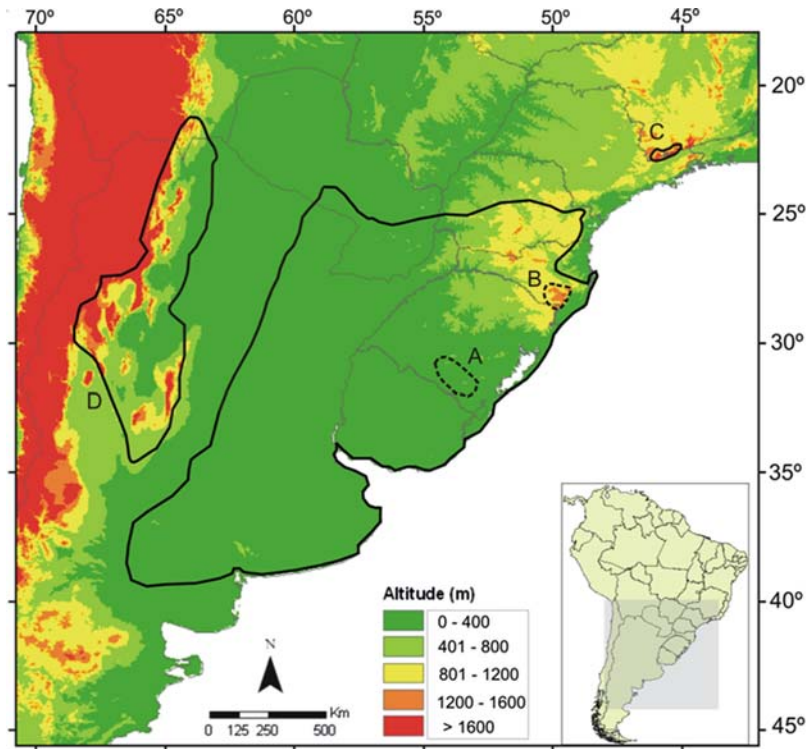 70º 65º 60º 55º 50º 45º
20º
C
25º
B
A
30º
D
35º
Altitude (m)
0 - 400
401 - 800
801 - 1200
1200 - 1600
> 1600
N
0 125 250 500 Km
40º
45º